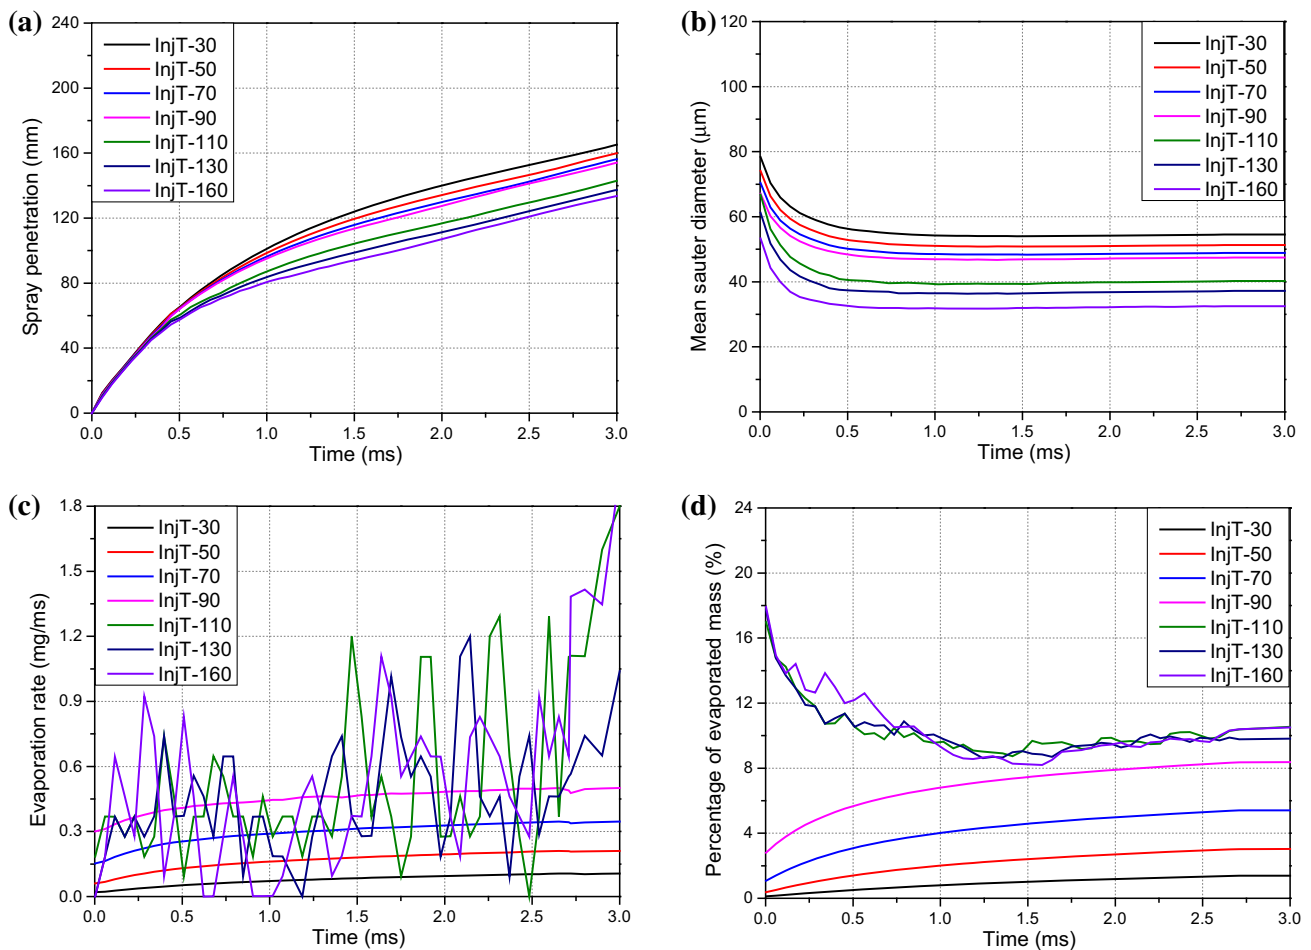 (a)
Spray penetration (mm)
240
200
160
120
80
40
0
InjT-30
InjT-50
InjT-70
InjT-90
InjT-110
InjT-130
InjT-160
0.0 0.5 1.0 1.5 2.0 2.5 3.0
Time (ms)
(b)
Mean sauter diameter (μm)
120
100
80
60
40
20
0
InjT-30
InjT-50
InjT-70
InjT-90
InjT-110
InjT-130
InjT-160
0.0 0.5 1.0 1.5 2.0 2.5 3.0
Time (ms)
(c)
Evaporation rate (mg/ms)
1.8
1.5
1.2
0.9
0.6
0.3
0.0
InjT-30
InjT-50
InjT-70
InjT-90
InjT-110
InjT-130
InjT-160
0.0 0.5 1.0 1.5 2.0 2.5 3.0
Time (ms)
(d)
Percentage of evaporated mass (%)
24
20
16
12
8
4
0
InjT-30
InjT-50
InjT-70
InjT-90
InjT-110
InjT-130
InjT-160
0.0 0.5 1.0 1.5 2.0 2.5 3.0
Time (ms)